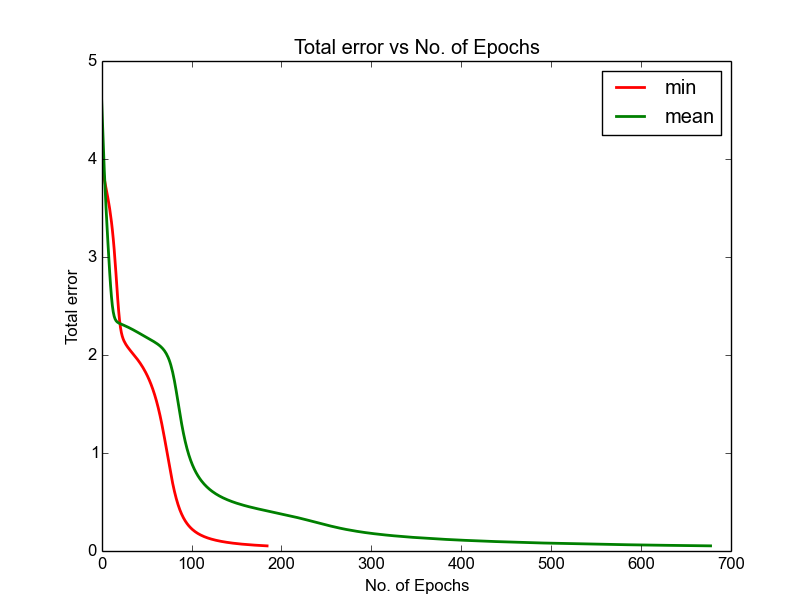 Total error vs No. of Epochs
min
mean
Total error
5
4
3
2
1
0
0 100 200 300 400 500 600 700
No. of Epochs